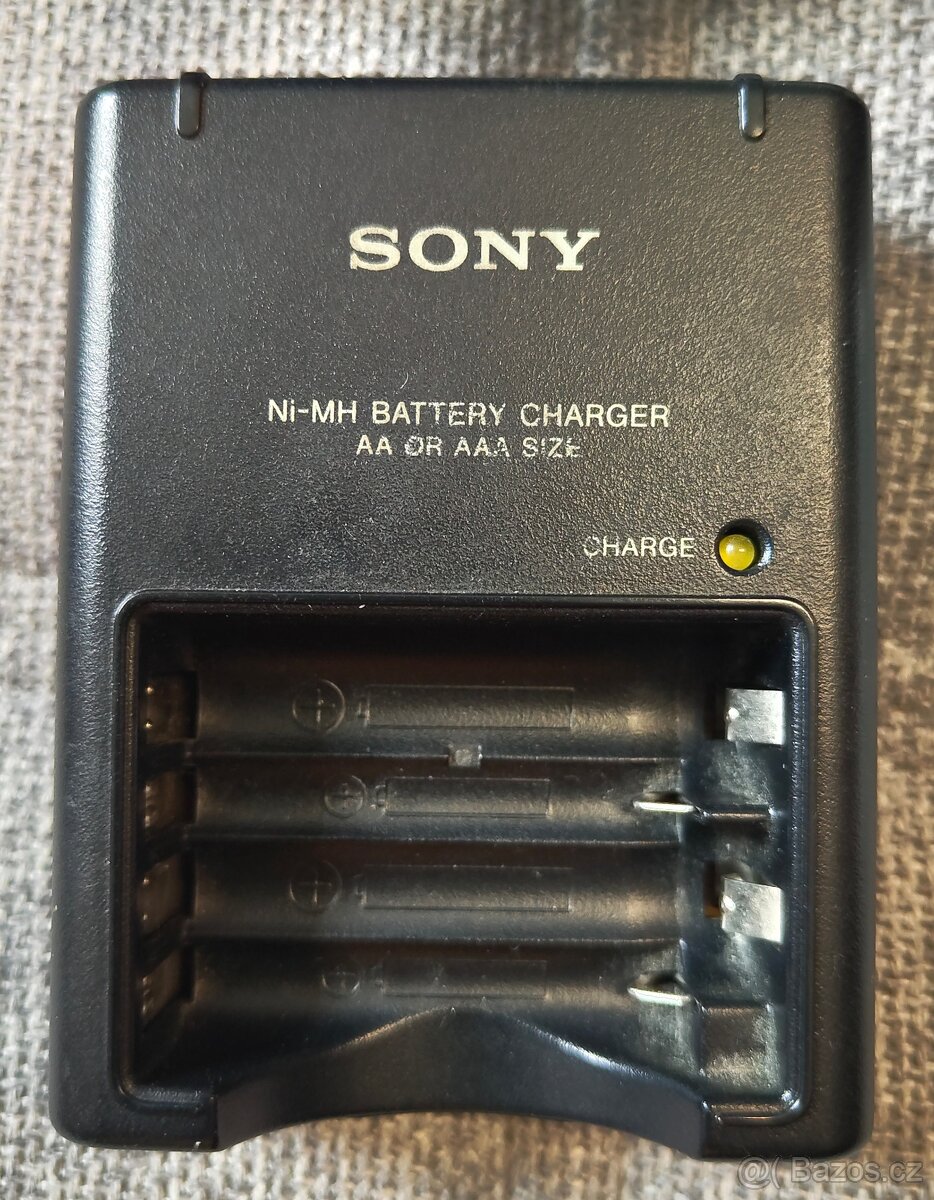 SONY
Ni-MH BATTERY CHARGER
AA OR AAA SIZE
CHARGE
@( Bazos.cz